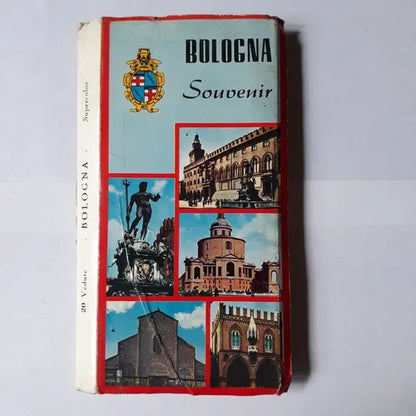 BOLOGNA
Souvenir
20 Vedute - BOLOGNA - Supercolor